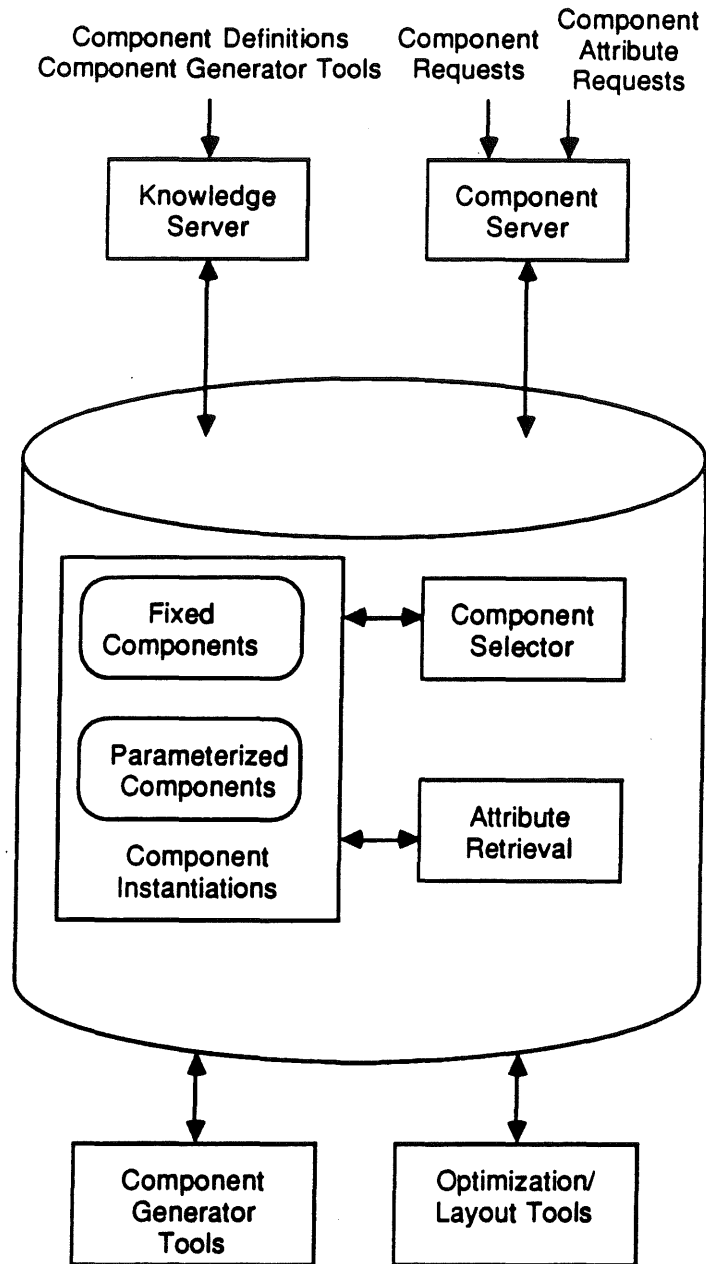 Component Definitions
Component Generator Tools
Component
Requests
Component
Attribute
Requests
Knowledge
Server
Component
Server
Fixed
Components
Component
Selector
Parameterized
Components
Attribute
Retrieval
Component
Instantiations
Component
Generator
Tools
Optimization/
Layout Tools